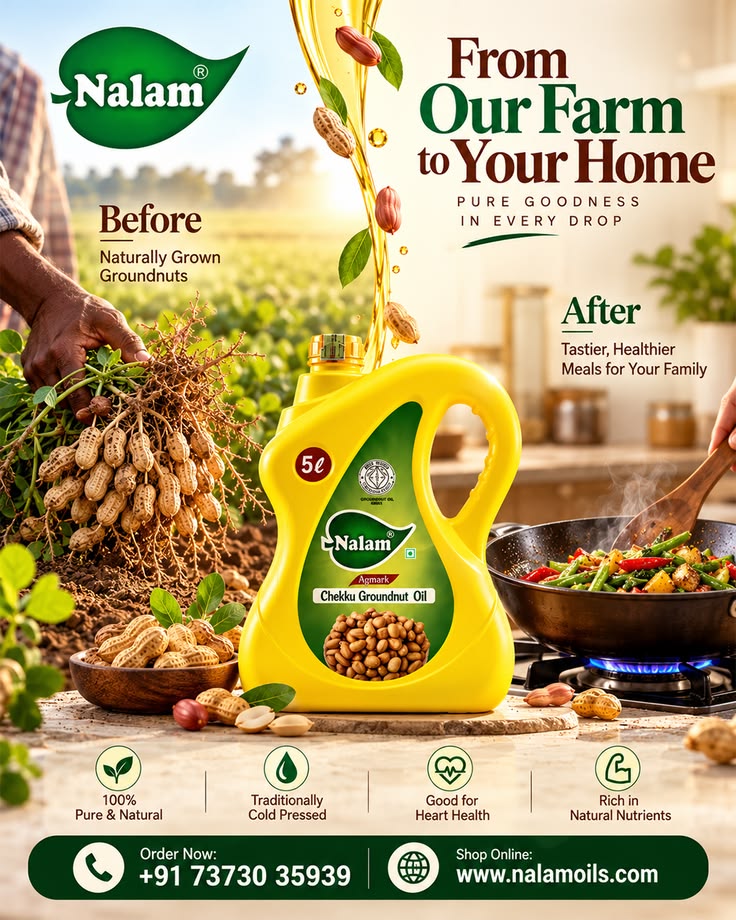 Nalam®
From
Our Farm
to Your Home
PURE GOODNESS
IN EVERY DROP
Before
Naturally Grown
Groundnuts
After
Tastier, Healthier
Meals for Your Family
5ℓ
GROUNDNUT OIL
Nalam®
Agmark
Chekku Groundnut Oil
100%
Pure & Natural
Traditionally
Cold Pressed
Good for
Heart Health
Rich in
Natural Nutrients
Order Now:
+91 73730 35939
Shop Online:
www.nalamoils.com